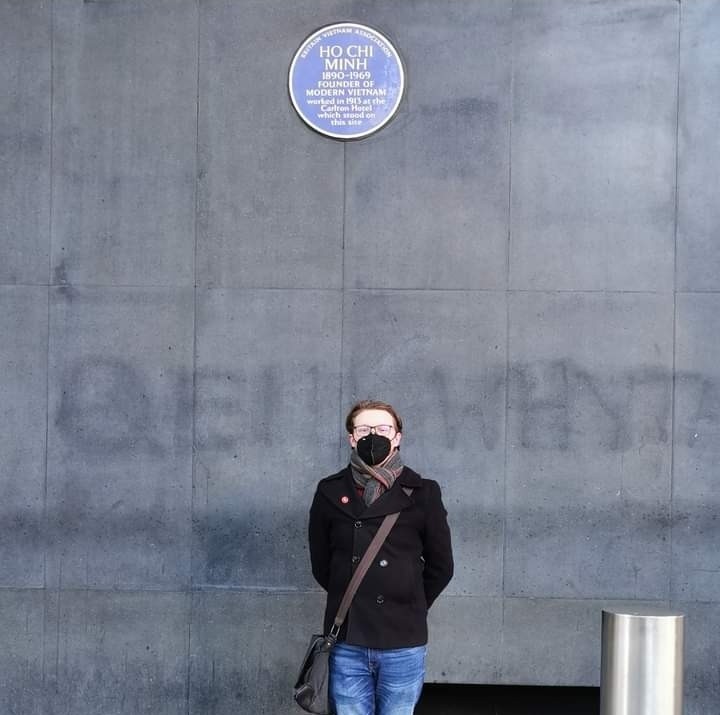 BRITAIN VIETNAM ASSOCIATION
HO CHI
MINH
1890-1969
FOUNDER OF
MODERN VIETNAM
worked in 1913 at the
Carlton Hotel
which stood on
this site